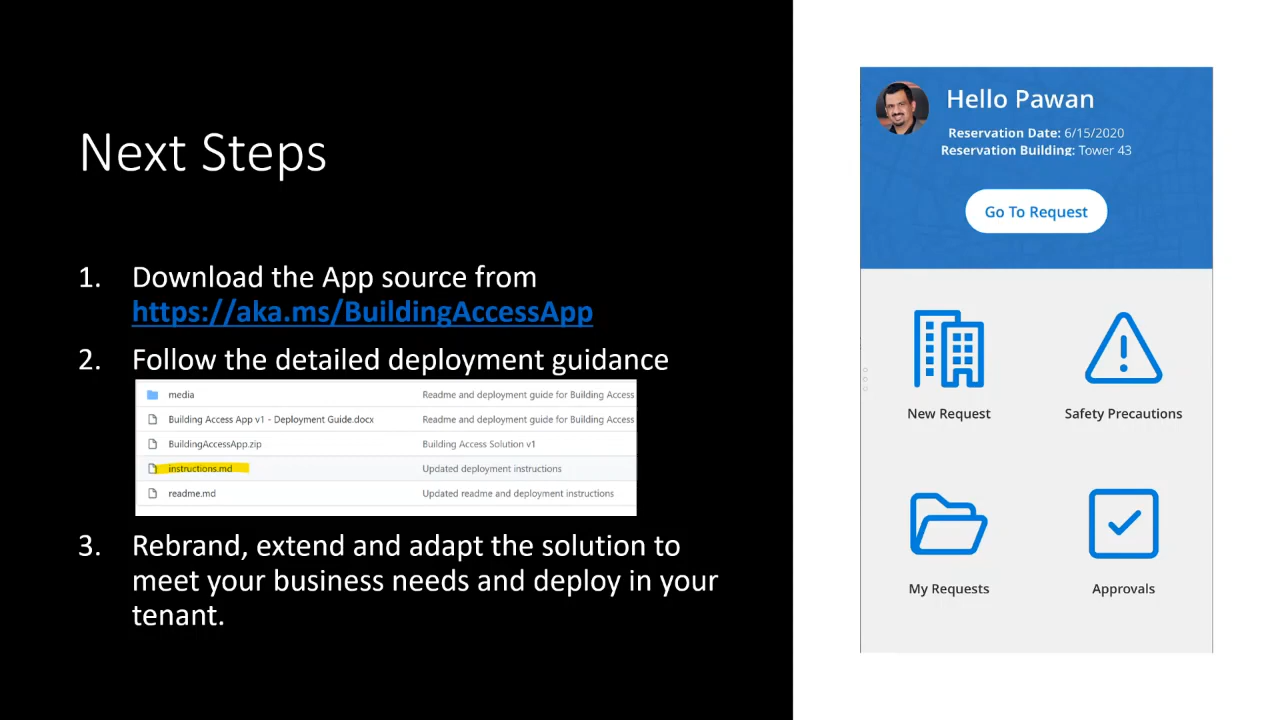 Next Steps
1. Download the App source from
https://aka.ms/BuildingAccessApp
2. Follow the detailed deployment guidance
media Readme and deployment guide for Building Access
Building Access App v1 - Deployment Guide.docx Readme and deployment guide for Building Access
BuildingAccessApp.zip Building Access Solution v1
instructions.md Updated deployment instructions
readme.md Updated readme and deployment instructions
3. Rebrand, extend and adapt the solution to
meet your business needs and deploy in your
tenant.
Hello Pawan
Reservation Date: 6/15/2020
Reservation Building: Tower 43
Go To Request
New Request
Safety Precautions
My Requests
Approvals